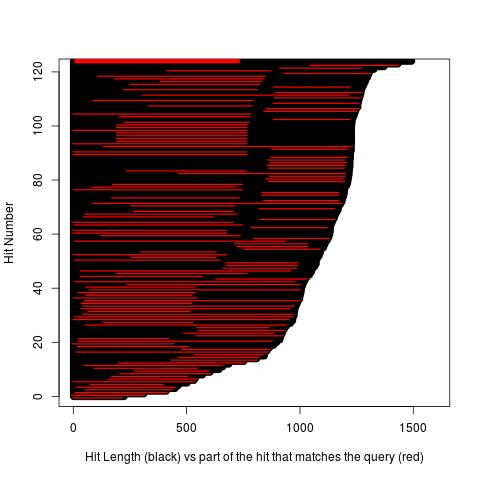 120
100
80
60
40
20
0
Hit Number
0 500 1000 1500
Hit Length (black) vs part of the hit that matches the query (red)